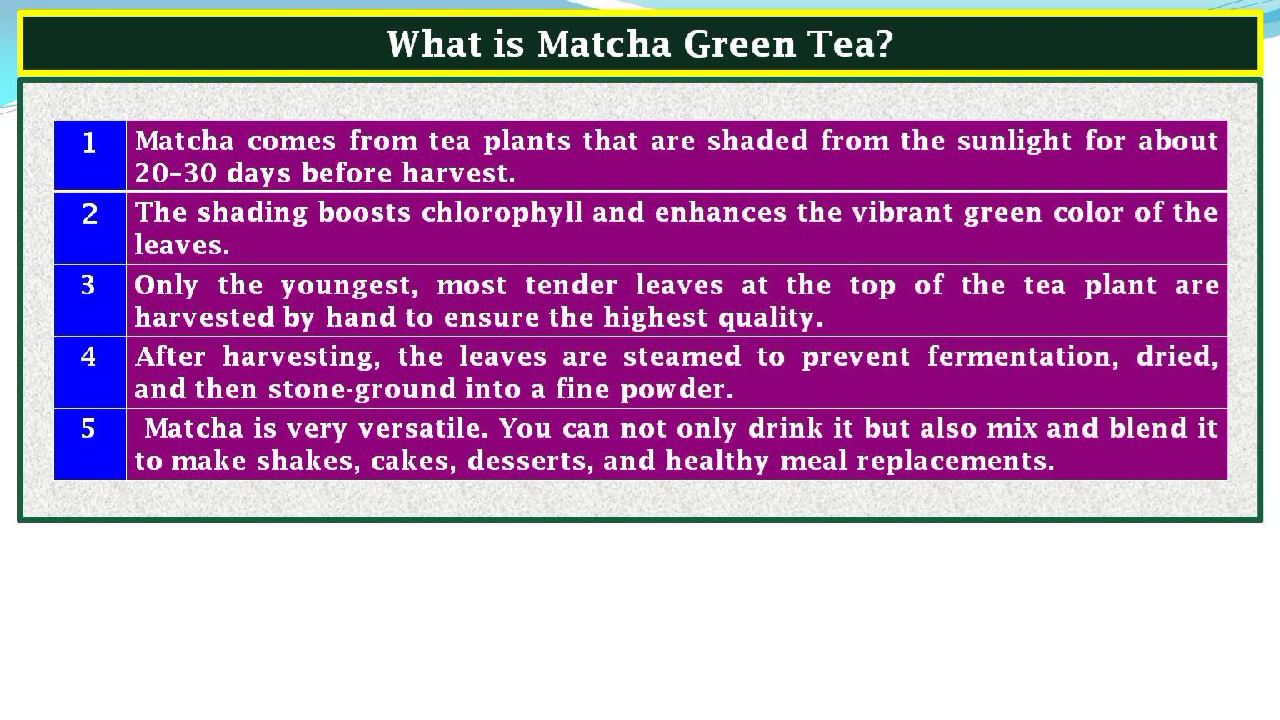 What is Matcha Green Tea?
1
Matcha comes from tea plants that are shaded from the sunlight for about
20–30 days before harvest.
2
The shading boosts chlorophyll and enhances the vibrant green color of the
leaves.
3
Only the youngest, most tender leaves at the top of the tea plant are
harvested by hand to ensure the highest quality.
4
After harvesting, the leaves are steamed to prevent fermentation, dried,
and then stone-ground into a fine powder.
5
Matcha is very versatile. You can not only drink it but also mix and blend it
to make shakes, cakes, desserts, and healthy meal replacements.